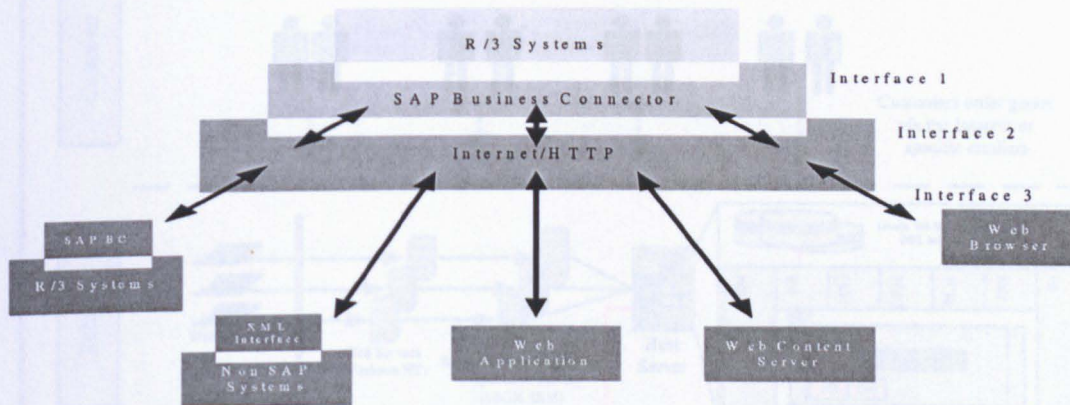 R/3 Systems
Interface 1
SAP Business Connector
Interface 2
Internet/HTTP
Interface 3
SAP BC
R/3 Systems
Web
Browser
XML
Interface
Non SAP
Systems
Web
Application
Web Content
Server